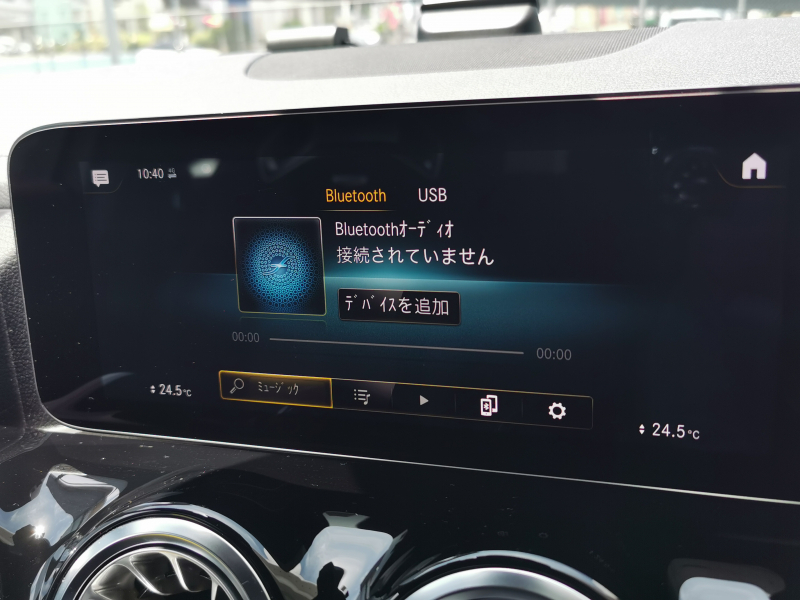 10:40 4G
Bluetooth USB
Bluetoothオーディオ
接続されていません
デバイスを追加
00:00 00:00
24.5℃
ミュージック
24.5℃